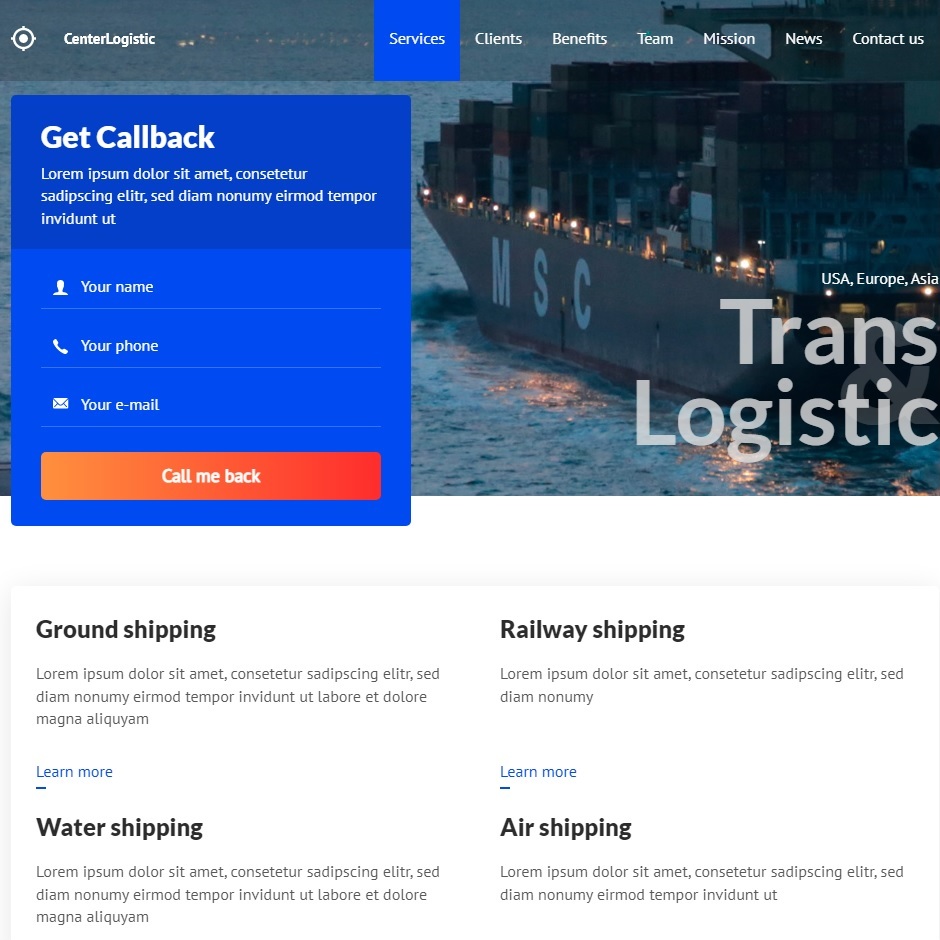 CenterLogistic
Services
Clients
Benefits
Team
Mission
News
Contact us
Get Callback
Lorem ipsum dolor sit amet, consetetur
sadipscing elitr, sed diam nonumy eirmod tempor
invidunt ut
Your name
Your phone
Your e-mail
Call me back
MSC
USA, Europe, Asia
Trans
&
Logistic
Ground shipping
Lorem ipsum dolor sit amet, consetetur sadipscing elitr, sed
diam nonumy eirmod tempor invidunt ut labore et dolore
magna aliquyam
Learn more
Railway shipping
Lorem ipsum dolor sit amet, consetetur sadipscing elitr, sed
diam nonumy
Learn more
Water shipping
Lorem ipsum dolor sit amet, consetetur sadipscing elitr, sed
diam nonumy eirmod tempor invidunt ut labore et dolore
magna aliquyam
Air shipping
Lorem ipsum dolor sit amet, consetetur sadipscing elitr, sed
diam nonumy eirmod tempor invidunt ut